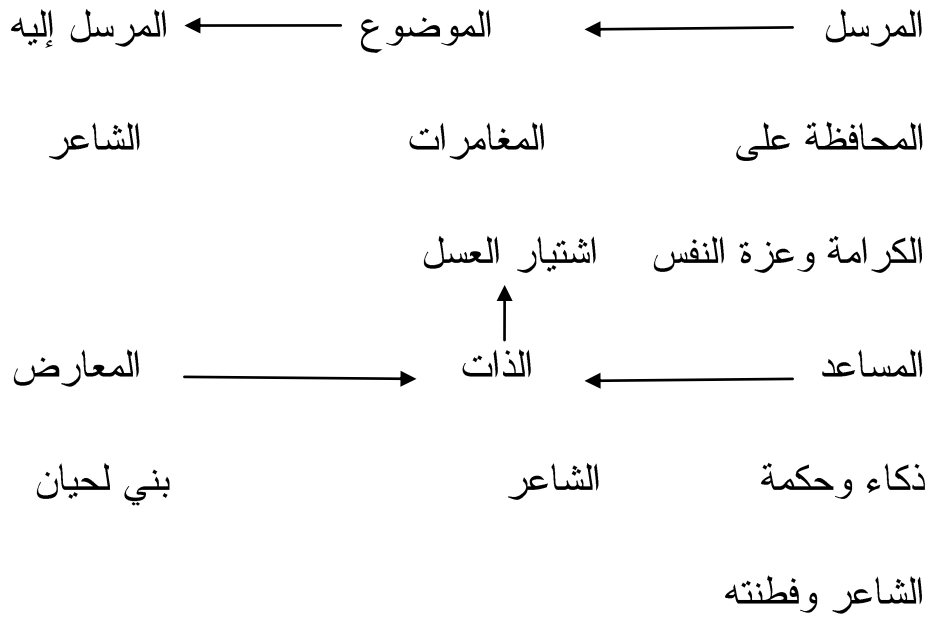 المرسل الموضوع المرسل إليه
المحافظة على المغامرات الشاعر
الكرامة وعزة النفس اشتيار العسل
المساعد الذات المعارض
ذكاء وحكمة الشاعر بني لحيان
الشاعر وفطنته